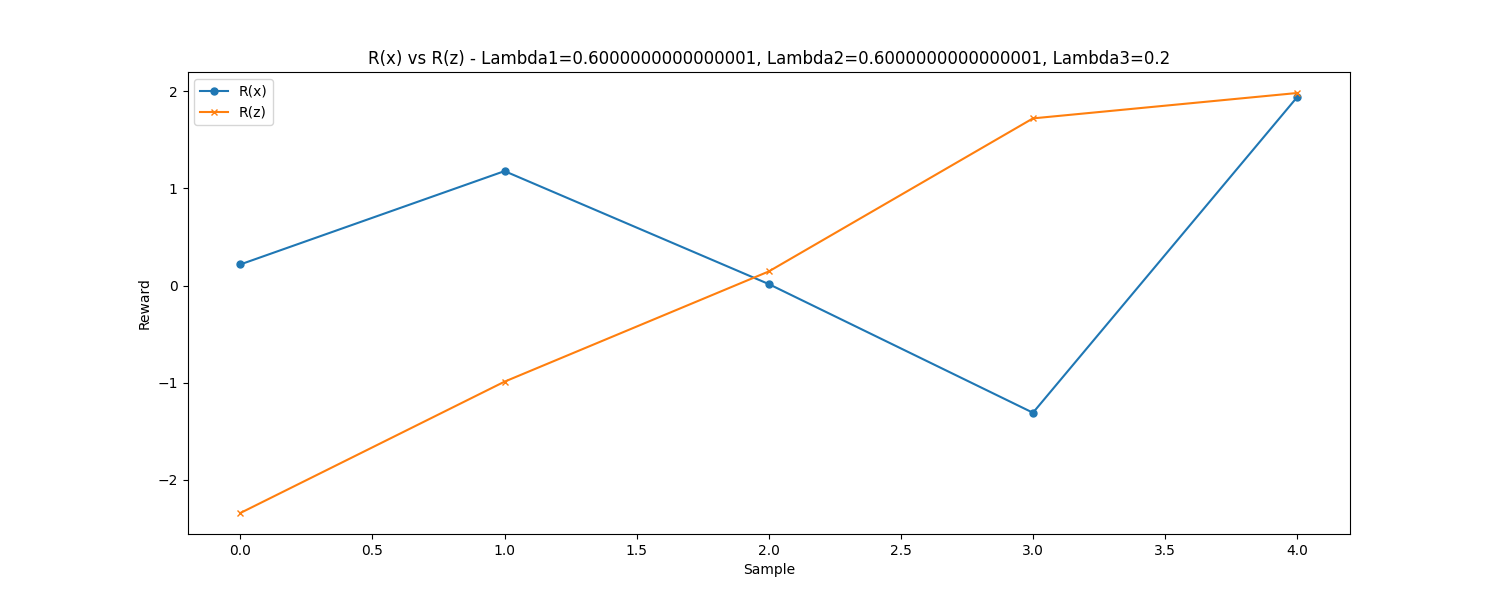 R(x) vs R(z) - Lambda1=0.6000000000000001, Lambda2=0.6000000000000001, Lambda3=0.2
R(x)
R(z)
2
1
0
−1
−2
Reward
0.0 0.5 1.0 1.5 2.0 2.5 3.0 3.5 4.0
Sample